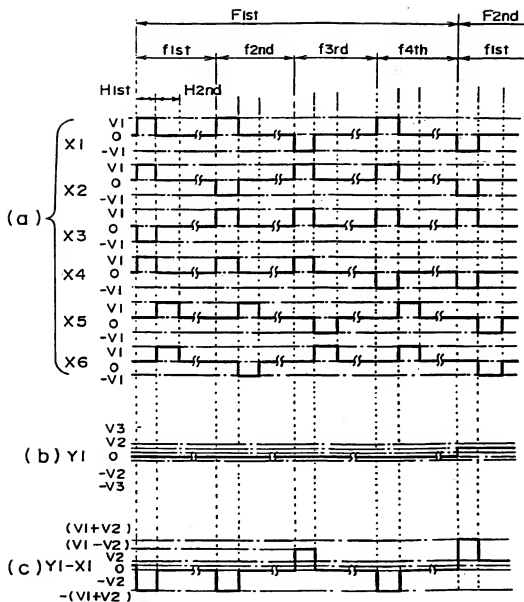 F1st F2nd
f1st f2nd f3rd f4th f1st
H1st H2nd
(a)
X1 V1 0 -V1
X2 V1 0 -V1
X3 V1 0 -V1
X4 V1 0 -V1
X5 V1 0 -V1
X6 V1 0 -V1
(b) Y1 V3 V2 0 -V2 -V3
(c) Y1-X1 (V1+V2) (V1-V2) V2 0 -V2 -(V1+V2)